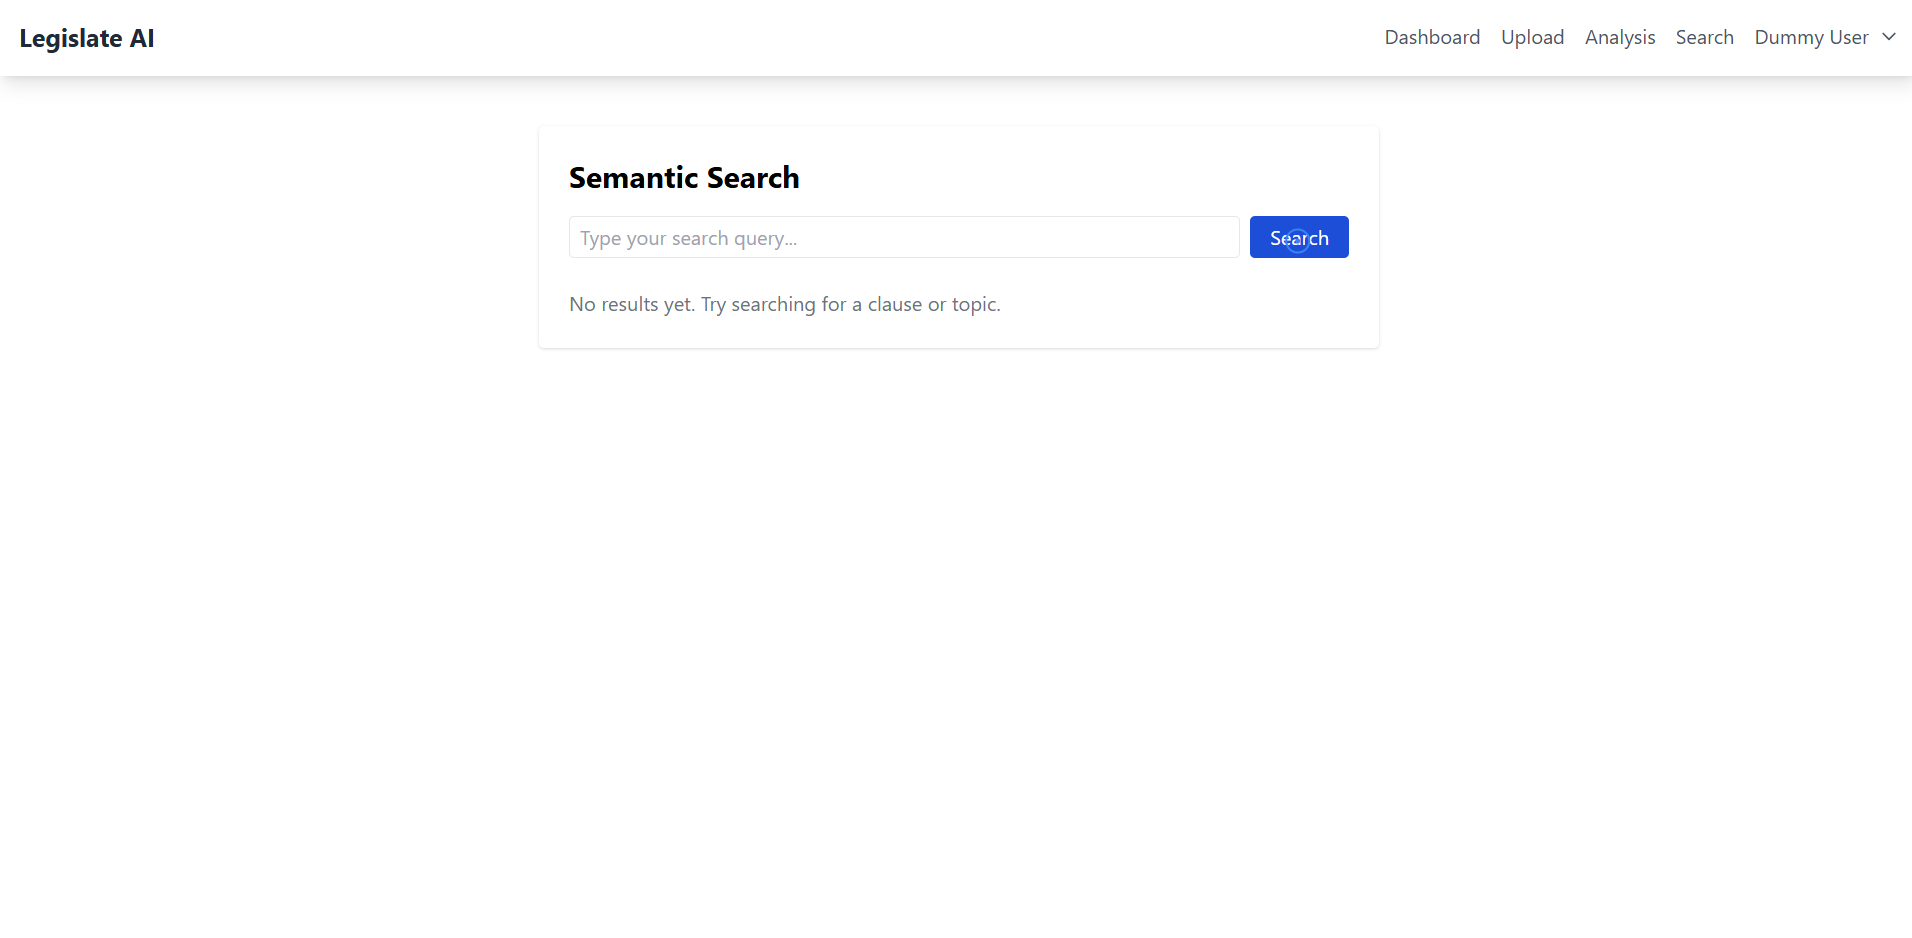 Legislate AI
Dashboard Upload Analysis Search Dummy User
Semantic Search
Type your search query...
Search
No results yet. Try searching for a clause or topic.